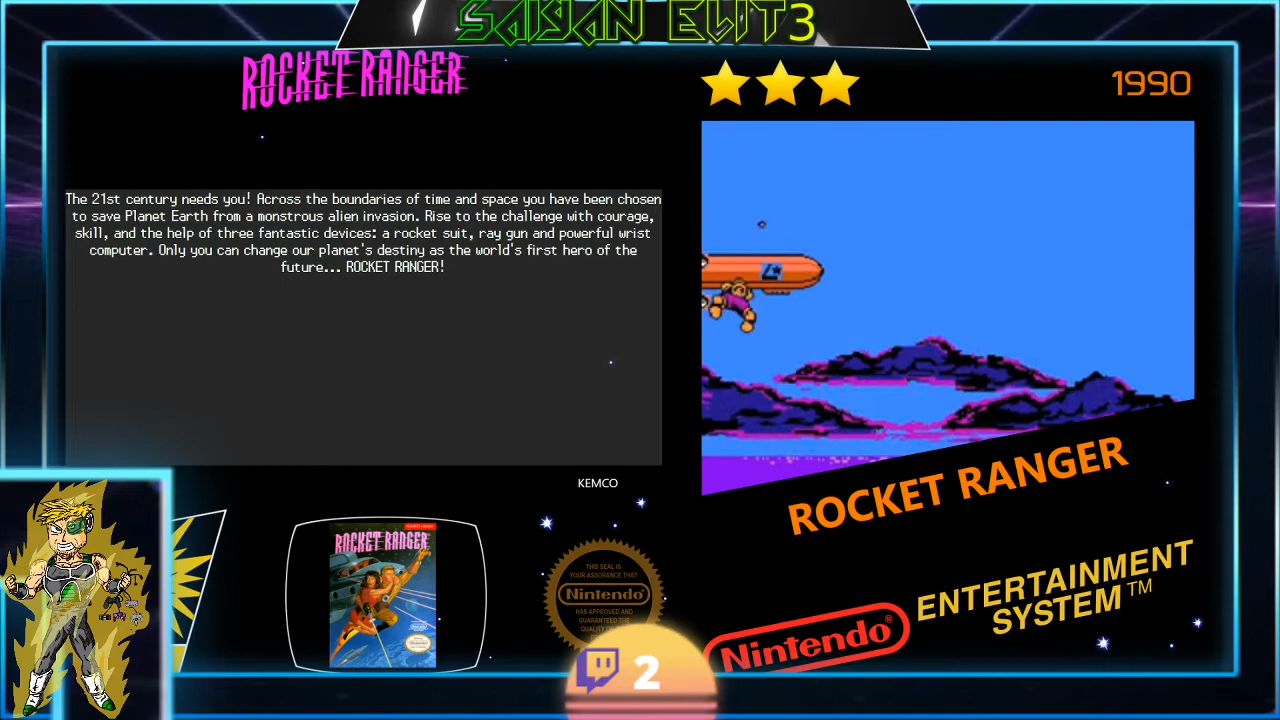 SAIYAN ELIT3
ROCKET RANGER
1990
The 21st century needs you! Across the boundaries of time and space you have been chosen
to save Planet Earth from a monstrous alien invasion. Rise to the challenge with courage,
skill, and the help of three fantastic devices: a rocket suit, ray gun and powerful wrist
computer. Only you can change our planet's destiny as the world's first hero of the
future... ROCKET RANGER!
KEMCO
ROCKET RANGER
ROCKET RANGER
THIS SEAL IS
YOUR ASSURANCE THAT
Nintendo
HAS APPROVED AND
GUARANTEED THE
Nintendo®
ENTERTAINMENT
SYSTEM™
2